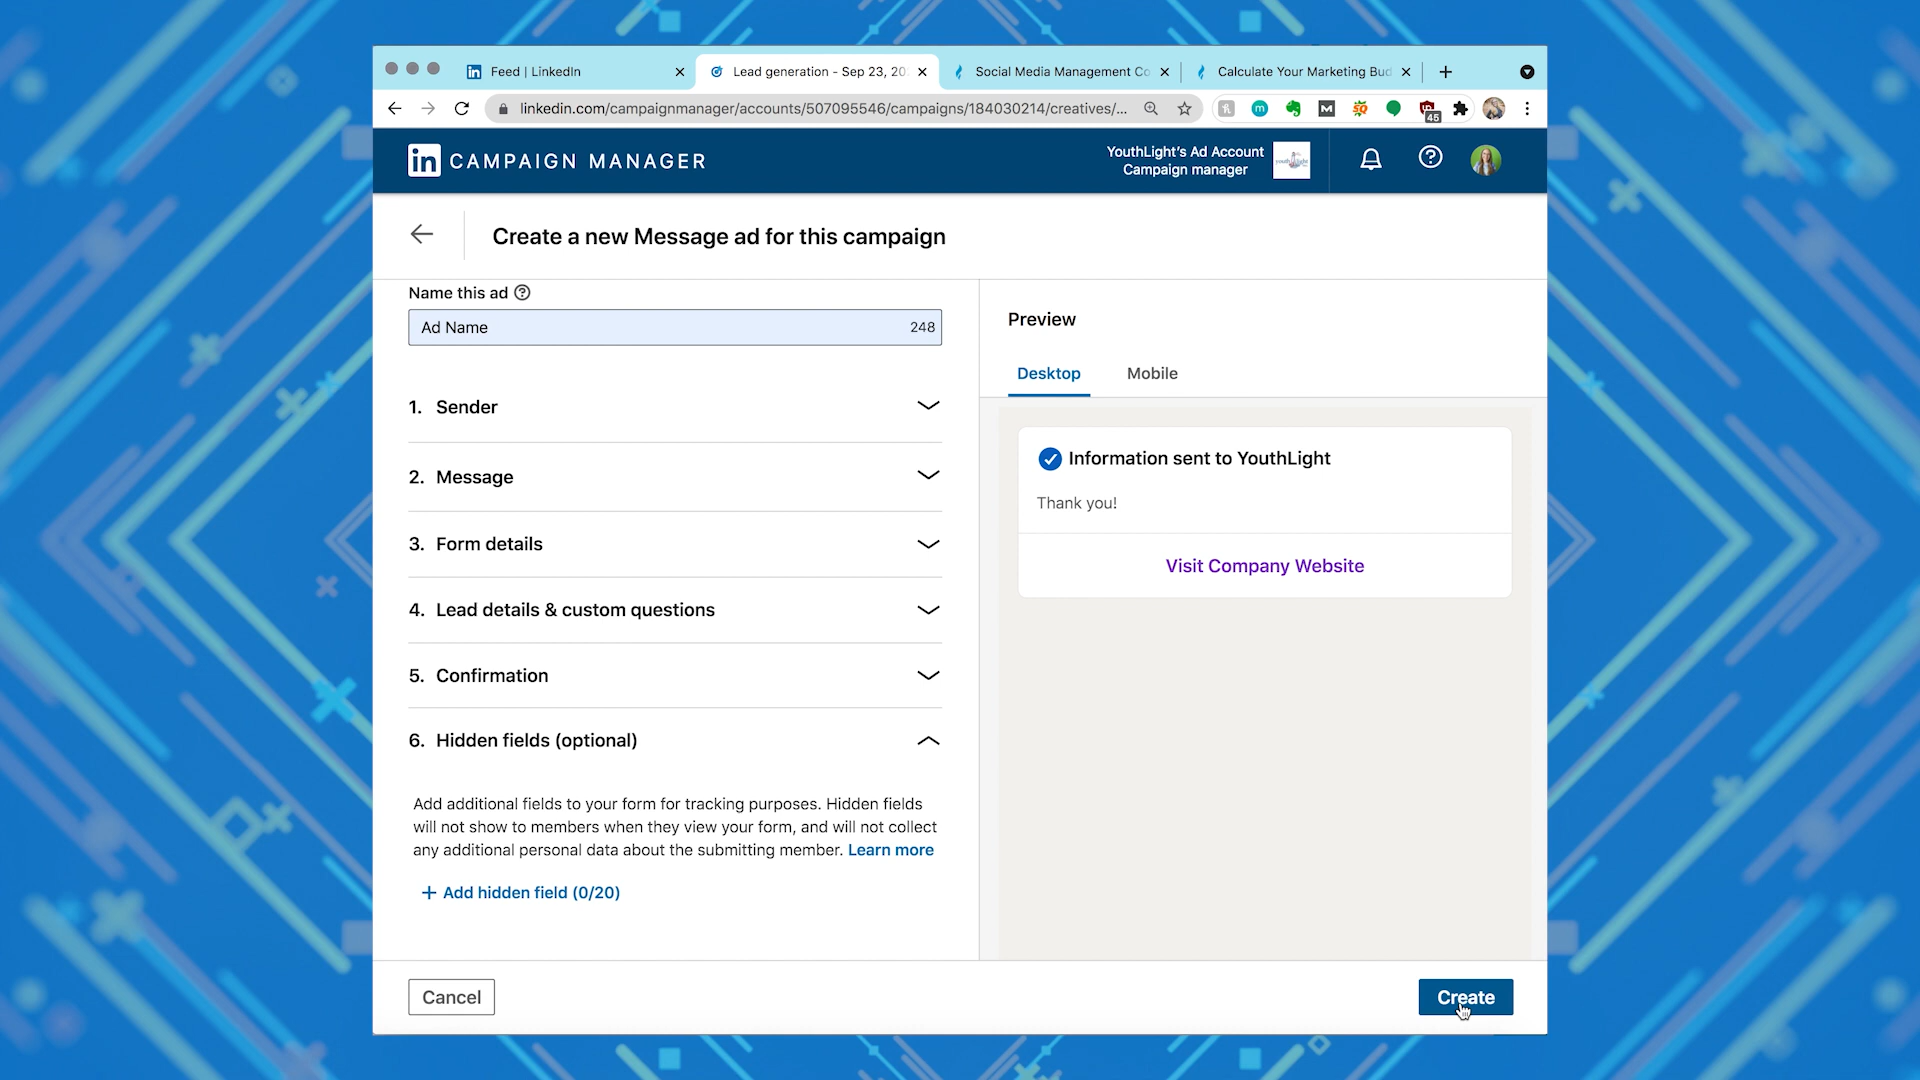 Feed | LinkedIn
Lead generation - Sep 23, 20
Social Media Management Co
Calculate Your Marketing Bud
linkedin.com/campaignmanager/accounts/507095546/campaigns/184030214/creatives/...
45
in CAMPAIGN MANAGER
YouthLight's Ad Account
Campaign manager
Create a new Message ad for this campaign
Name this ad
Ad Name 248
1. Sender
2. Message
3. Form details
4. Lead details & custom questions
5. Confirmation
6. Hidden fields (optional)
Add additional fields to your form for tracking purposes. Hidden fields
will not show to members when they view your form, and will not collect
any additional personal data about the submitting member. Learn more
+ Add hidden field (0/20)
Preview
Desktop Mobile
Information sent to YouthLight
Thank you!
Visit Company Website
Cancel
Create